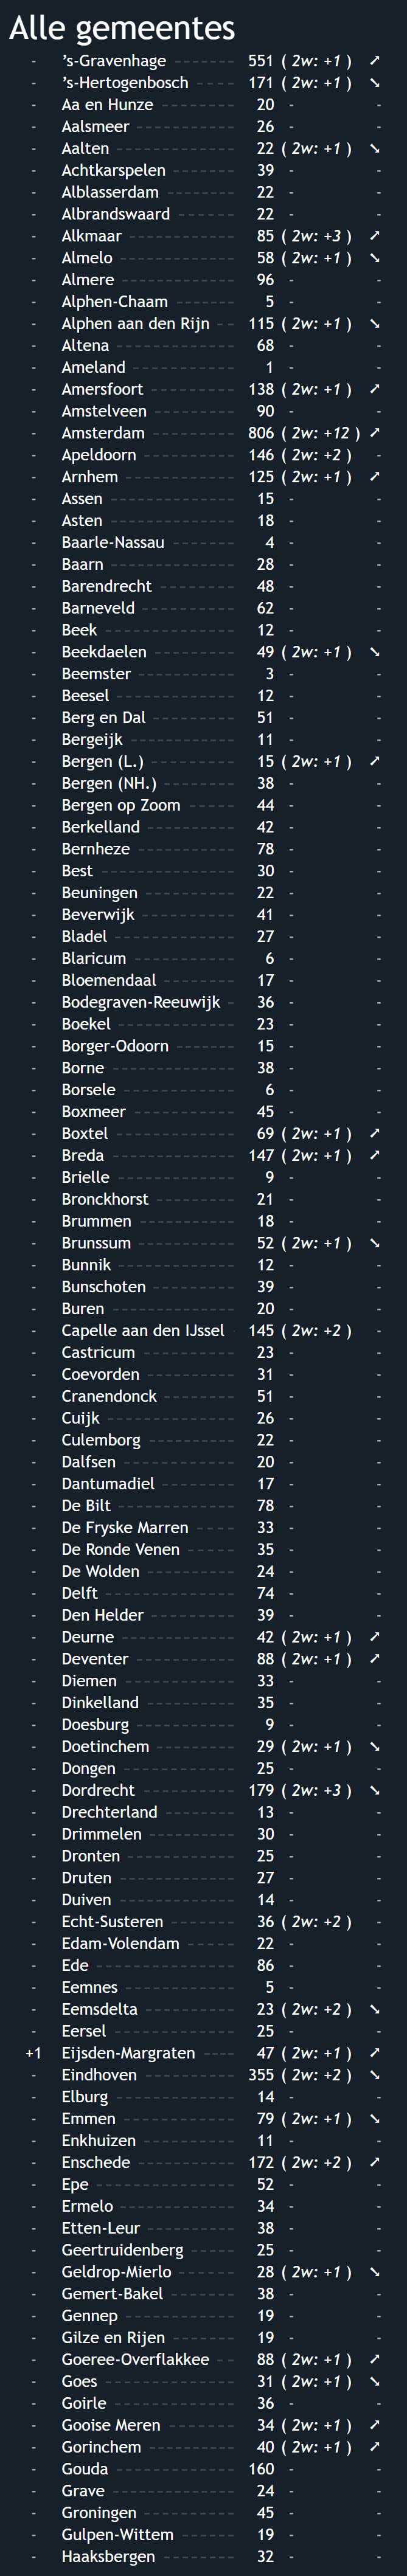 Alle gemeentes
- ’s-Gravenhage ------ 551 ( 2w: +1 ) ➚
- ’s-Hertogenbosch ---- 171 ( 2w: +1 ) ➘
- Aa en Hunze ------- 20 - -
- Aalsmeer --------- 26 - -
- Aalten ----------- 22 ( 2w: +1 ) ➘
- Achtkarspelen ------ 39 - -
- Alblasserdam ------- 22 - -
- Albrandswaard ------ 22 - -
- Alkmaar ---------- 85 ( 2w: +3 ) ➚
- Almelo ----------- 58 ( 2w: +1 ) ➘
- Almere ----------- 96 - -
- Alphen-Chaam ------ 5 - -
- Alphen aan den Rijn -- 115 ( 2w: +1 ) ➘
- Altena ----------- 68 - -
- Ameland ---------- 1 - -
- Amersfoort -------- 138 ( 2w: +1 ) ➚
- Amstelveen -------- 90 - -
- Amsterdam -------- 806 ( 2w: +12 ) ➚
- Apeldoorn --------- 146 ( 2w: +2 ) -
- Arnhem ---------- 125 ( 2w: +1 ) ➚
- Assen ------------ 15 - -
- Asten ------------ 18 - -
- Baarle-Nassau ------ 4 - -
- Baarn ------------ 28 - -
- Barendrecht ------- 48 - -
- Barneveld --------- 62 - -
- Beek ------------ 12 - -
- Beekdaelen -------- 49 ( 2w: +1 ) ➘
- Beemster --------- 3 - -
- Beesel ----------- 12 - -
- Berg en Dal -------- 51 - -
- Bergeijk ---------- 11 - -
- Bergen (L.) -------- 15 ( 2w: +1 ) ➚
- Bergen (NH.) ------- 38 - -
- Bergen op Zoom ----- 44 - -
- Berkelland -------- 42 - -
- Bernheze --------- 78 - -
- Best ------------ 30 - -
- Beuningen -------- 22 - -
- Beverwijk --------- 41 - -
- Bladel ----------- 27 - -
- Blaricum ---------- 6 - -
- Bloemendaal ------- 17 - -
- Bodegraven-Reeuwijk - 36 - -
- Boekel ----------- 23 - -
- Borger-Odoorn ------ 15 - -
- Borne ------------ 38 - -
- Borsele ---------- 6 - -
- Boxmeer ---------- 45 - -
- Boxtel ----------- 69 ( 2w: +1 ) ➚
- Breda ------------ 147 ( 2w: +1 ) ➚
- Brielle ----------- 9 - -
- Bronckhorst -------- 21 - -
- Brummen --------- 18 - -
- Brunssum --------- 52 ( 2w: +1 ) ➘
- Bunnik ----------- 12 - -
- Bunschoten -------- 39 - -
- Buren ------------ 20 - -
- Capelle aan den IJssel - 145 ( 2w: +2 ) -
- Castricum --------- 23 - -
- Coevorden -------- 31 - -
- Cranendonck ------- 51 - -
- Cuijk ------------ 26 - -
- Culemborg -------- 22 - -
- Dalfsen ---------- 20 - -
- Dantumadiel ------- 17 - -
- De Bilt ----------- 78 - -
- De Fryske Marren ---- 33 - -
- De Ronde Venen ----- 35 - -
- De Wolden -------- 24 - -
- Delft ------------ 74 - -
- Den Helder -------- 39 - -
- Deurne ----------- 42 ( 2w: +1 ) ➚
- Deventer --------- 88 ( 2w: +1 ) ➚
- Diemen ---------- 33 - -
- Dinkelland -------- 35 - -
- Doesburg --------- 9 - -
- Doetinchem -------- 29 ( 2w: +1 ) ➘
- Dongen ---------- 25 - -
- Dordrecht --------- 179 ( 2w: +3 ) ➘
- Drechterland ------- 13 - -
- Drimmelen -------- 30 - -
- Dronten ---------- 25 - -
- Druten ----------- 27 - -
- Duiven ----------- 14 - -
- Echt-Susteren ------ 36 ( 2w: +2 ) -
- Edam-Volendam ----- 22 - -
- Ede ------------- 86 - -
- Eemnes ---------- 5 - -
- Eemsdelta --------- 23 ( 2w: +2 ) ➘
- Eersel ----------- 25 - -
+1 Eijsden-Margraten ---- 47 ( 2w: +1 ) ➚
- Eindhoven --------- 355 ( 2w: +2 ) ➘
- Elburg ----------- 14 - -
- Emmen ---------- 79 ( 2w: +1 ) ➘
- Enkhuizen --------- 11 - -
- Enschede --------- 172 ( 2w: +2 ) ➚
- Epe ------------- 52 - -
- Ermelo ----------- 34 - -
- Etten-Leur -------- 38 - -
- Geertruidenberg ----- 25 - -
- Geldrop-Mierlo ------ 28 ( 2w: +1 ) ➘
- Gemert-Bakel ------ 38 - -
- Gennep ---------- 19 - -
- Gilze en Rijen ------ 19 - -
- Goeree-Overflakkee -- 88 ( 2w: +1 ) ➚
- Goes ------------ 31 ( 2w: +1 ) ➘
- Goirle ----------- 36 - -
- Gooise Meren ------- 34 ( 2w: +1 ) ➚
- Gorinchem -------- 40 ( 2w: +1 ) ➚
- Gouda ----------- 160 - -
- Grave ----------- 24 - -
- Groningen --------- 45 - -
- Gulpen-Wittem ------ 19 - -
- Haaksbergen ------- 32 - -